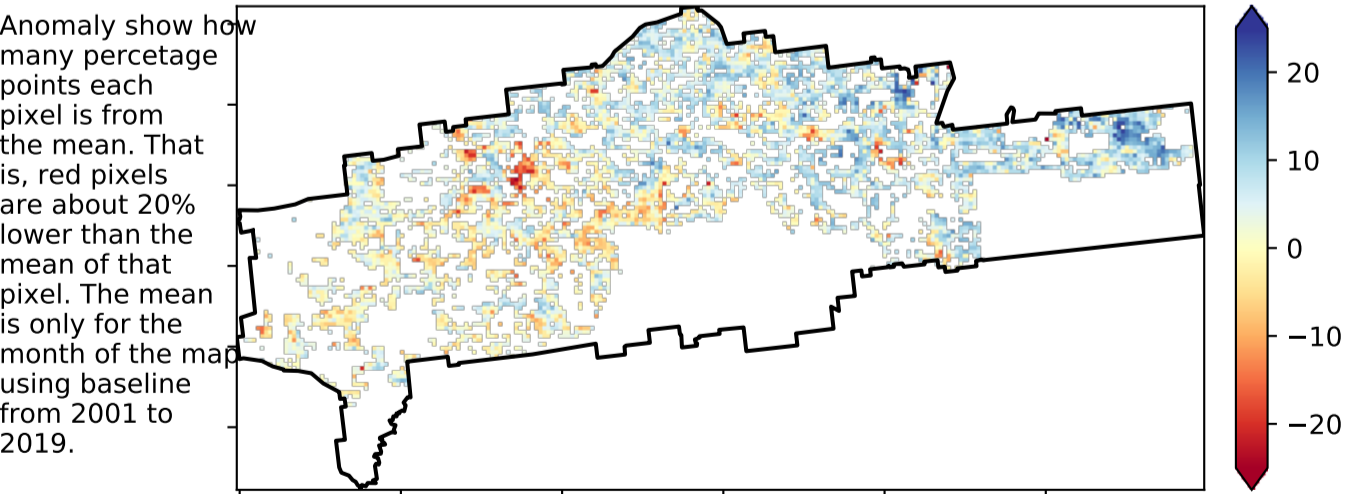 Anomaly show how
many percetage
points each
pixel is from
the mean. That
is, red pixels
are about 20%
lower than the
mean of that
pixel. The mean
is only for the
month of the map
using baseline
from 2001 to
2019.
20
10
0
−10
−20